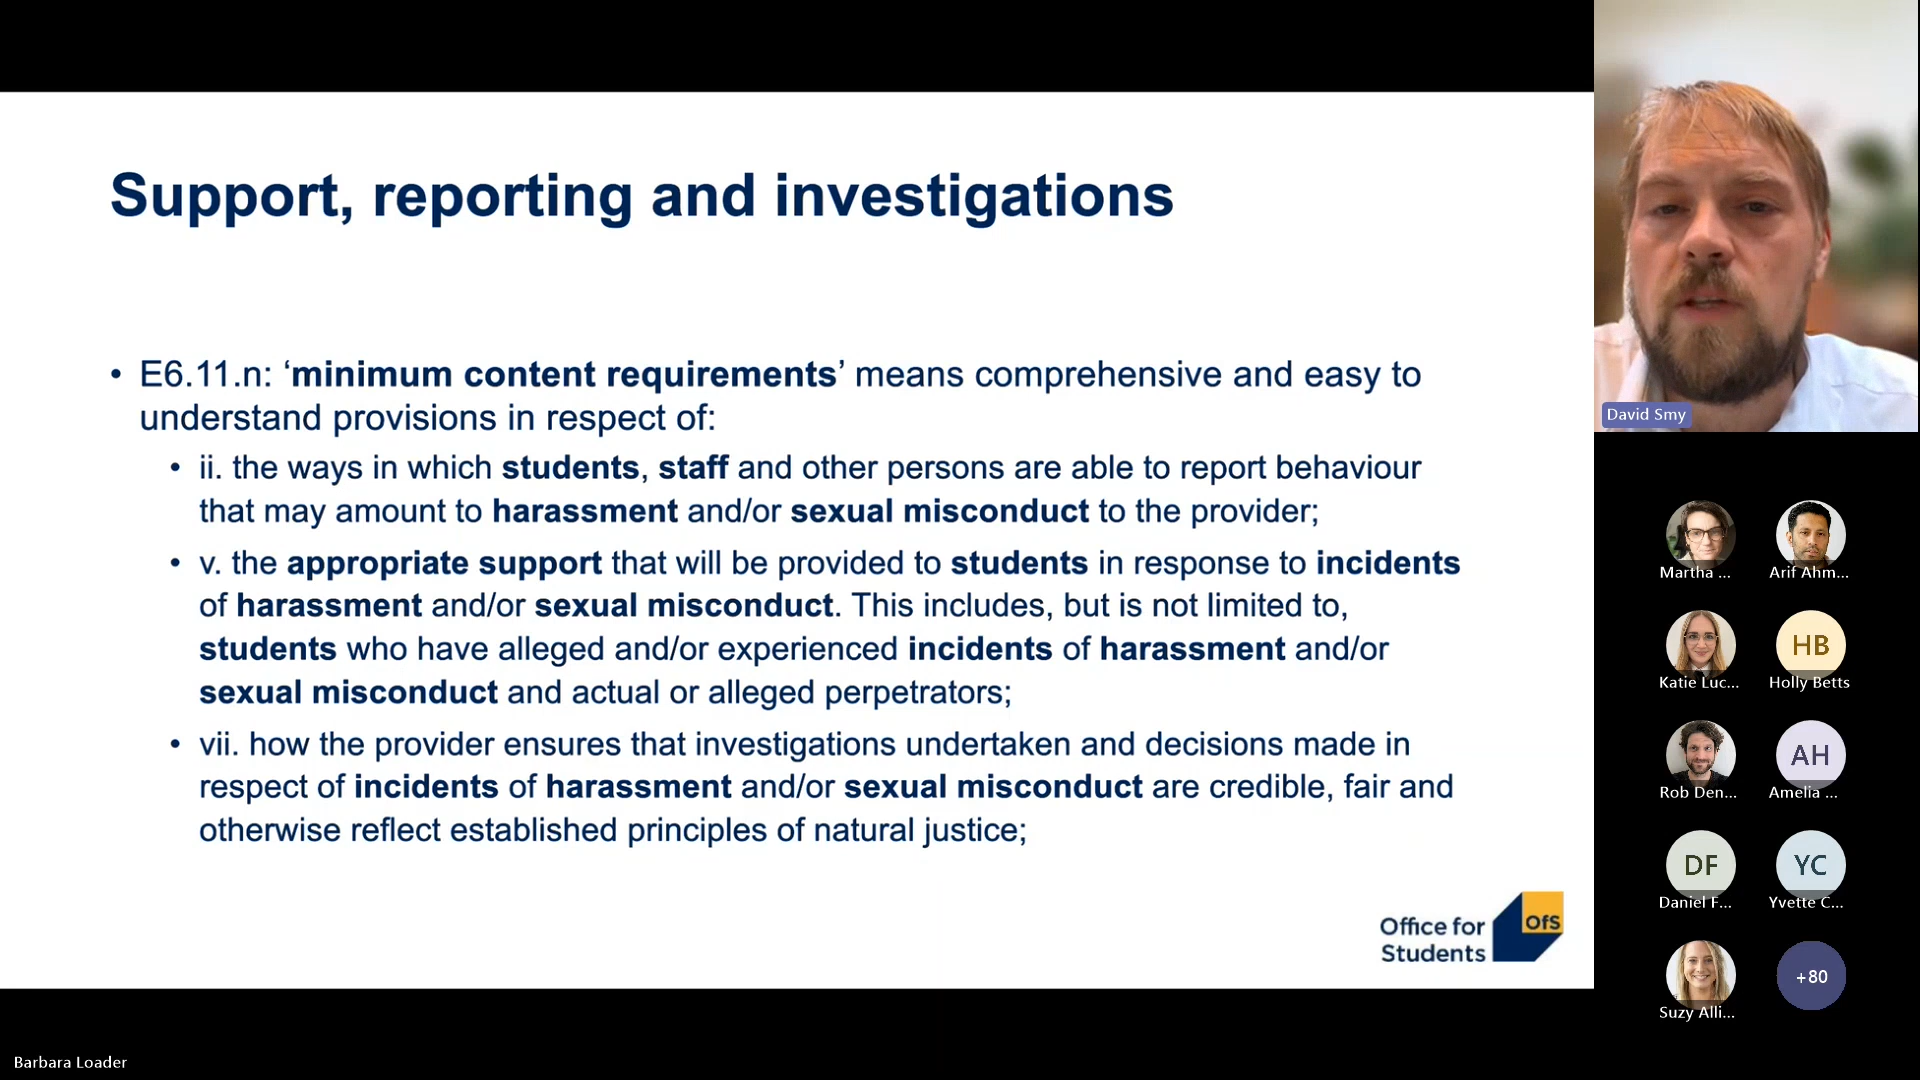 Support, reporting and investigations
• E6.11.n: ‘minimum content requirements’ means comprehensive and easy to
understand provisions in respect of:
• ii. the ways in which students, staff and other persons are able to report behaviour
that may amount to harassment and/or sexual misconduct to the provider;
• v. the appropriate support that will be provided to students in response to incidents
of harassment and/or sexual misconduct. This includes, but is not limited to,
students who have alleged and/or experienced incidents of harassment and/or
sexual misconduct and actual or alleged perpetrators;
• vii. how the provider ensures that investigations undertaken and decisions made in
respect of incidents of harassment and/or sexual misconduct are credible, fair and
otherwise reflect established principles of natural justice;
Office for
Students
OfS
Barbara Loader
David Smy
Martha ...
Arif Ahm...
Katie Luc...
HB
Holly Betts
Rob Den...
AH
Amelia ...
DF
Daniel F...
YC
Yvette C...
Suzy Alli...
+80